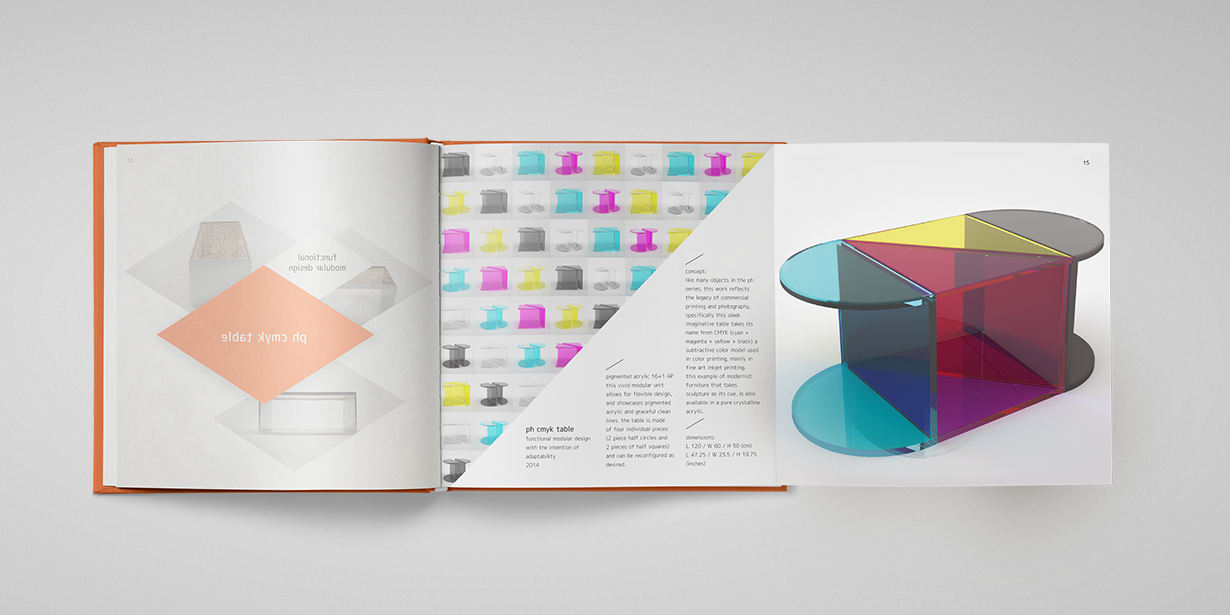 12
functional
modular design
ph cmyk table
ph cmyk table
functional modular design
with the intention of
adaptability
2014
pigmented acrylic 16+1 AP
this vivid modular unit
allows for flexible design,
and showcases pigmented
acrylic and graceful clean
lines. the table is made
of four individual pieces
(2 piece half circles and
2 pieces of half squares)
and can be reconfigured as
desired.
concept:
like many objects in the ph
series, this work reflects
the legacy of commercial
printing and photography,
specifically this sleek
imaginative table takes its
name from CMYK (cyan +
magenta + yellow + black) a
subtractive color model used
in color printing, mainly in
fine art inkjet printing.
this example of modernist
furniture that takes
sculpture as its cue, is also
available in a pure crystalline
acrylic.
dimensions:
L 120 / W 60 / H 50 (cm)
L 47.25 / W 23.5 / H 19.75
(inches)
15